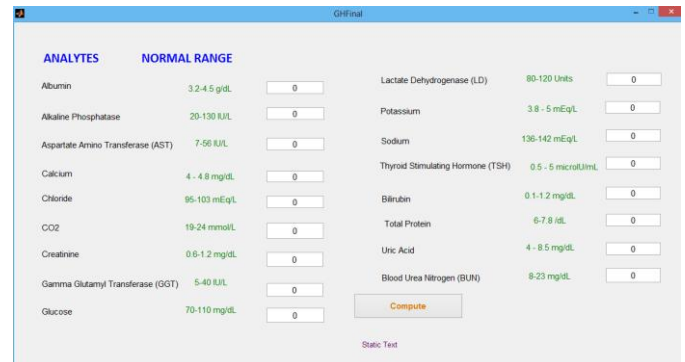 GHFinal
ANALYTES NORMAL RANGE
Albumin 3.2-4.5 g/dL 0
Alkaline Phosphatase 20-130 IU/L 0
Aspartate Amino Transferase (AST) 7-56 IU/L 0
Calcium 4 - 4.8 mg/dL 0
Chloride 95-103 mEq/L 0
CO2 19-24 mmol/L 0
Creatinine 0.6-1.2 mg/dL 0
Gamma Glutamyl Transferase (GGT) 5-40 IU/L 0
Glucose 70-110 mg/dL 0
Lactate Dehydrogenase (LD) 80-120 Units 0
Potassium 3.8 - 5 mEq/L 0
Sodium 136-142 mEq/L 0
Thyroid Stimulating Hormone (TSH) 0.5 - 5 microIU/mL 0
Bilirubin 0.1-1.2 mg/dL 0
Total Protein 6-7.8 /dL 0
Uric Acid 4 - 8.5 mg/dL 0
Blood Urea Nitrogen (BUN) 8-23 mg/dL 0
Compute
Static Text